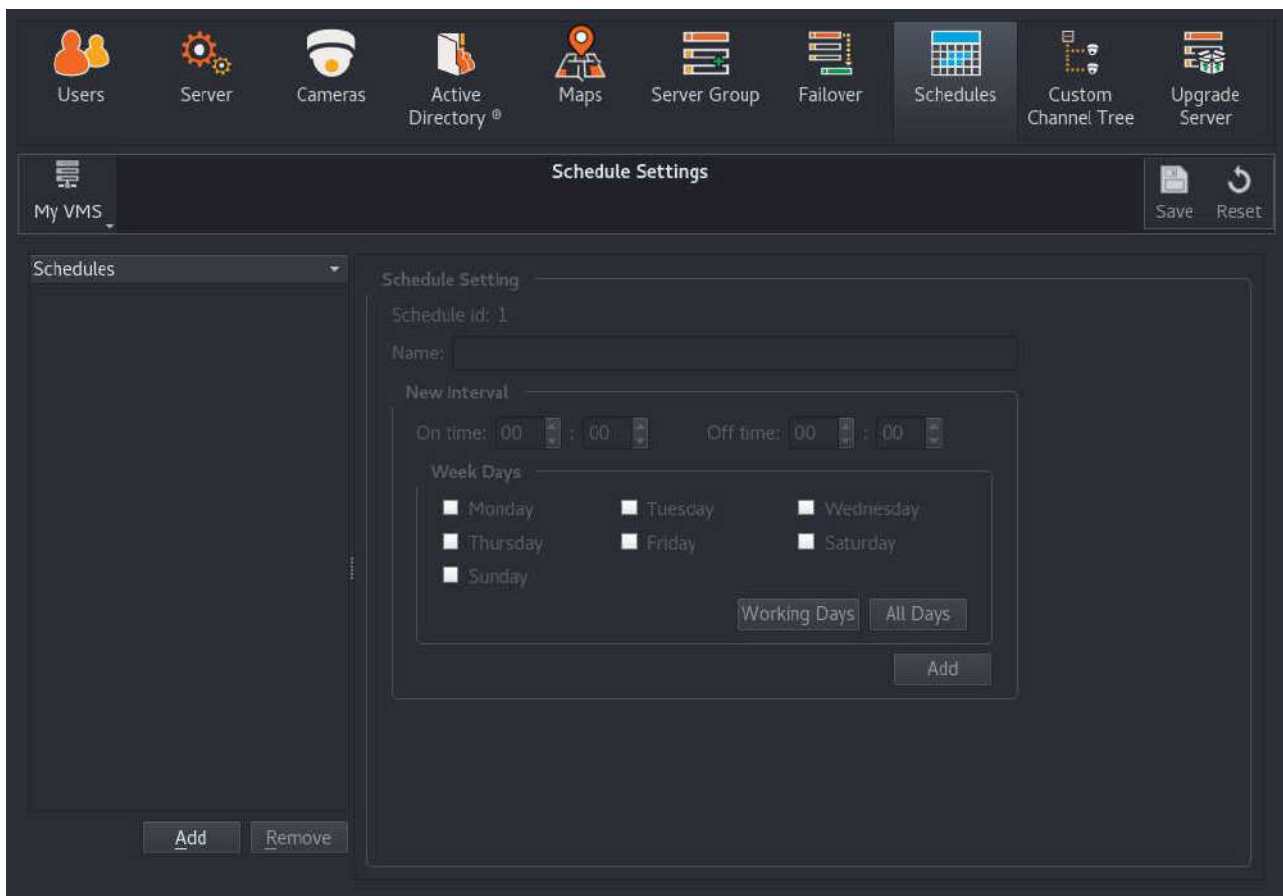 Users
Server
Cameras
Active
Directory ®
Maps
Server Group
Failover
Schedules
Custom
Channel Tree
Upgrade
Server
My VMS
Schedule Settings
Save
Reset
Schedules
Schedule Setting
Schedule id: 1
Name:
New Interval
On time: 00 : 00 Off time: 00 : 00
Week Days
Monday Tuesday Wednesday
Thursday Friday Saturday
Sunday
Working Days All Days
Add
Add Remove